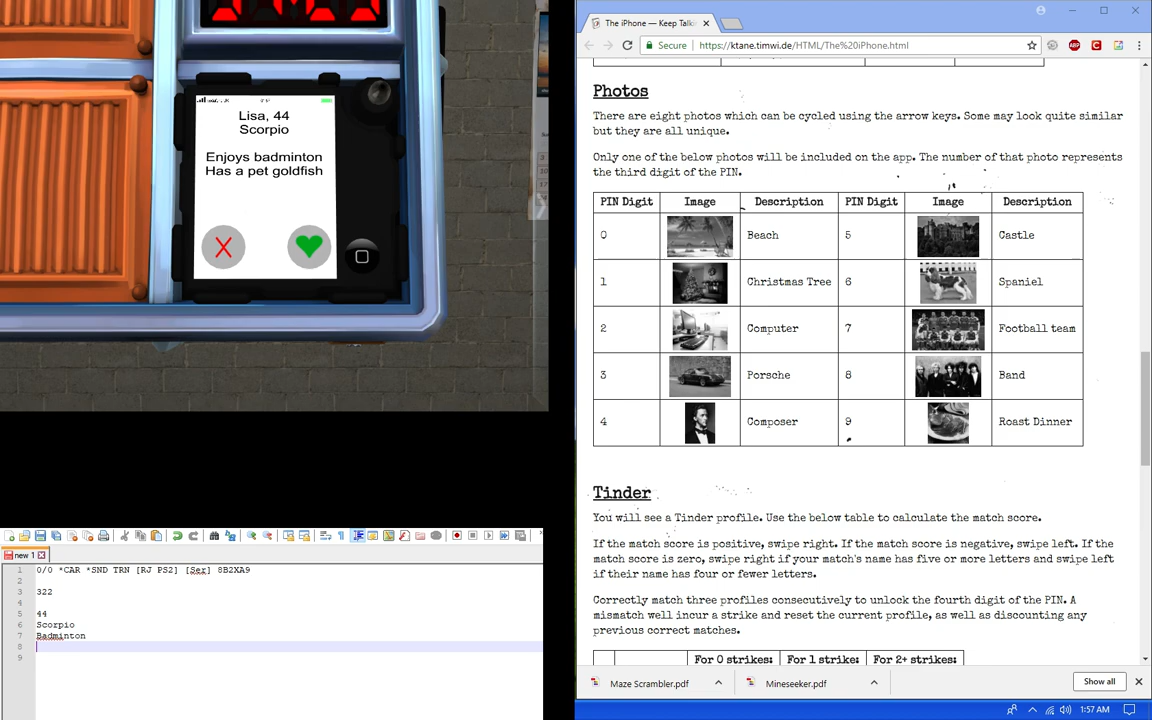 Lisa, 44
Scorpio
Enjoys badminton
Has a pet goldfish
new 1
1 0/0 *CAR *SND TRN [RJ PS2] [Ser] 8B2XA9
2
3 322
4
5 44
6 Scorpio
7 Badminton
8
9
The iPhone — Keep Talki
Secure
https://ktane.timwi.de/HTML/The%20iPhone.html
Photos
There are eight photos which can be cycled using the arrow keys. Some may look quite similar
but they are all unique.
Only one of the below photos will be included on the app. The number of that photo represents
the third digit of the PIN.
PIN Digit Image Description PIN Digit Image Description
0 Beach 5 Castle
1 Christmas Tree 6 Spaniel
2 Computer 7 Football team
3 Porsche 8 Band
4 Composer 9 Roast Dinner
Tinder
You will see a Tinder profile. Use the below table to calculate the match score.
If the match score is positive, swipe right. If the match score is negative, swipe left. If the
match score is zero, swipe right if your match's name has five or more letters and swipe left
if their name has four or fewer letters.
Correctly match three profiles consecutively to unlock the fourth digit of the PIN. A
mismatch well incur a strike and reset the current profile, as well as discounting any
previous correct matches.
For 0 strikes: For 1 strike: For 2+ strikes:
Maze Scrambler.pdf
Mineseeker.pdf
Show all
1:57 AM